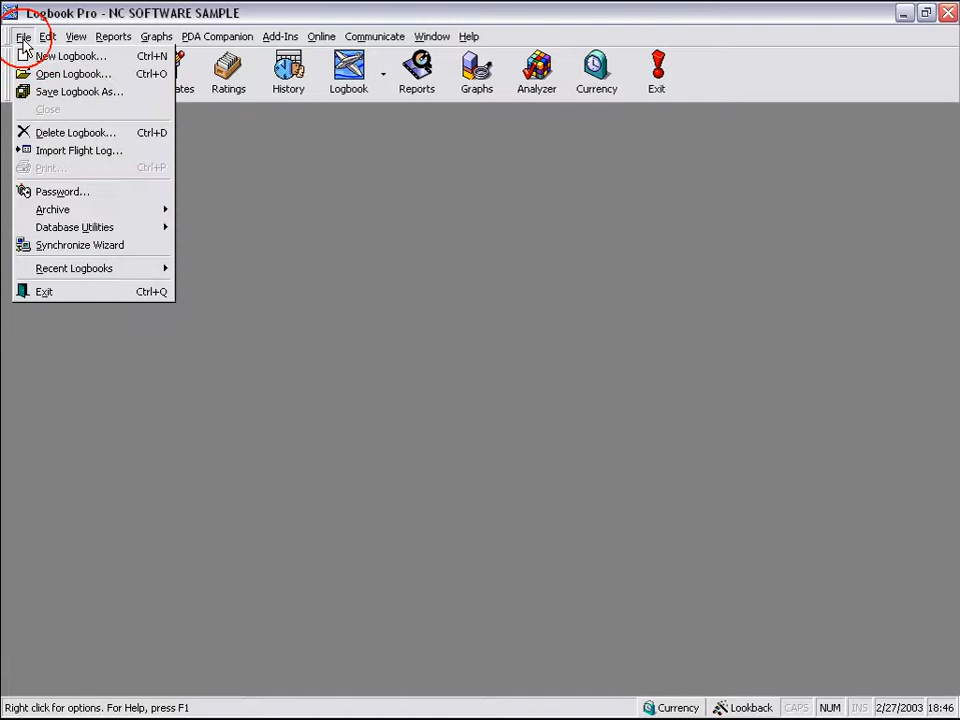 Logbook Pro - NC SOFTWARE SAMPLE
File Edit View Reports Graphs PDA Companion Add-Ins Online Communicate Window Help
New Logbook... Ctrl+N
Open Logbook... Ctrl+O
Save Logbook As...
Close
Delete Logbook... Ctrl+D
Import Flight Log...
Print... Ctrl+P
Password...
Archive
Database Utilities
Synchronize Wizard
Recent Logbooks
Exit Ctrl+Q
Ratings History Logbook Reports Graphs Analyzer Currency Exit
Right click for options. For Help, press F1
Currency Lookback CAPS NUM INS 2/27/2003 18:46